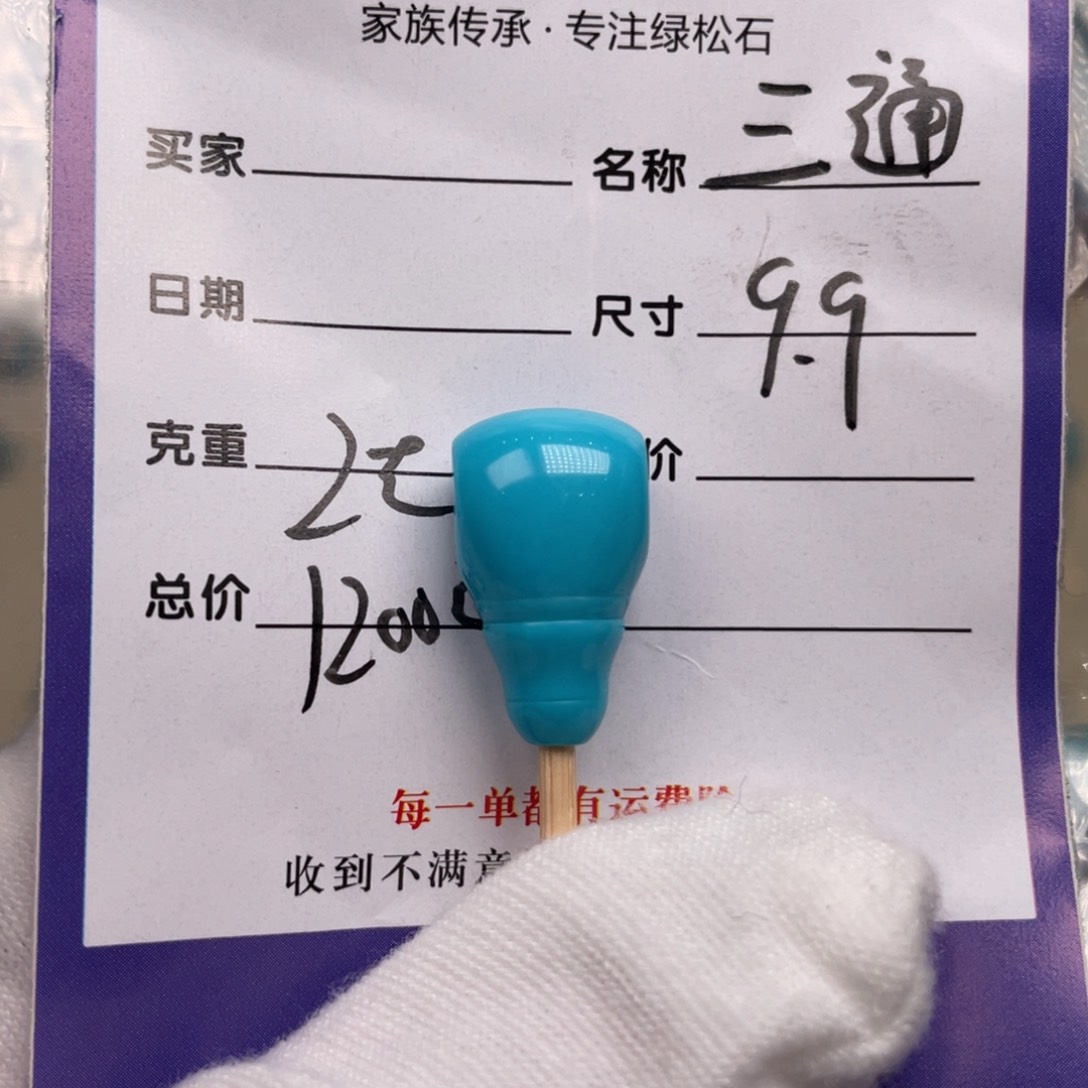 家族传承·专注绿松石
买家 名称 三通
日期 尺寸 9.9
克重 价
总价 12000
每一单都有运费险
收到不满意